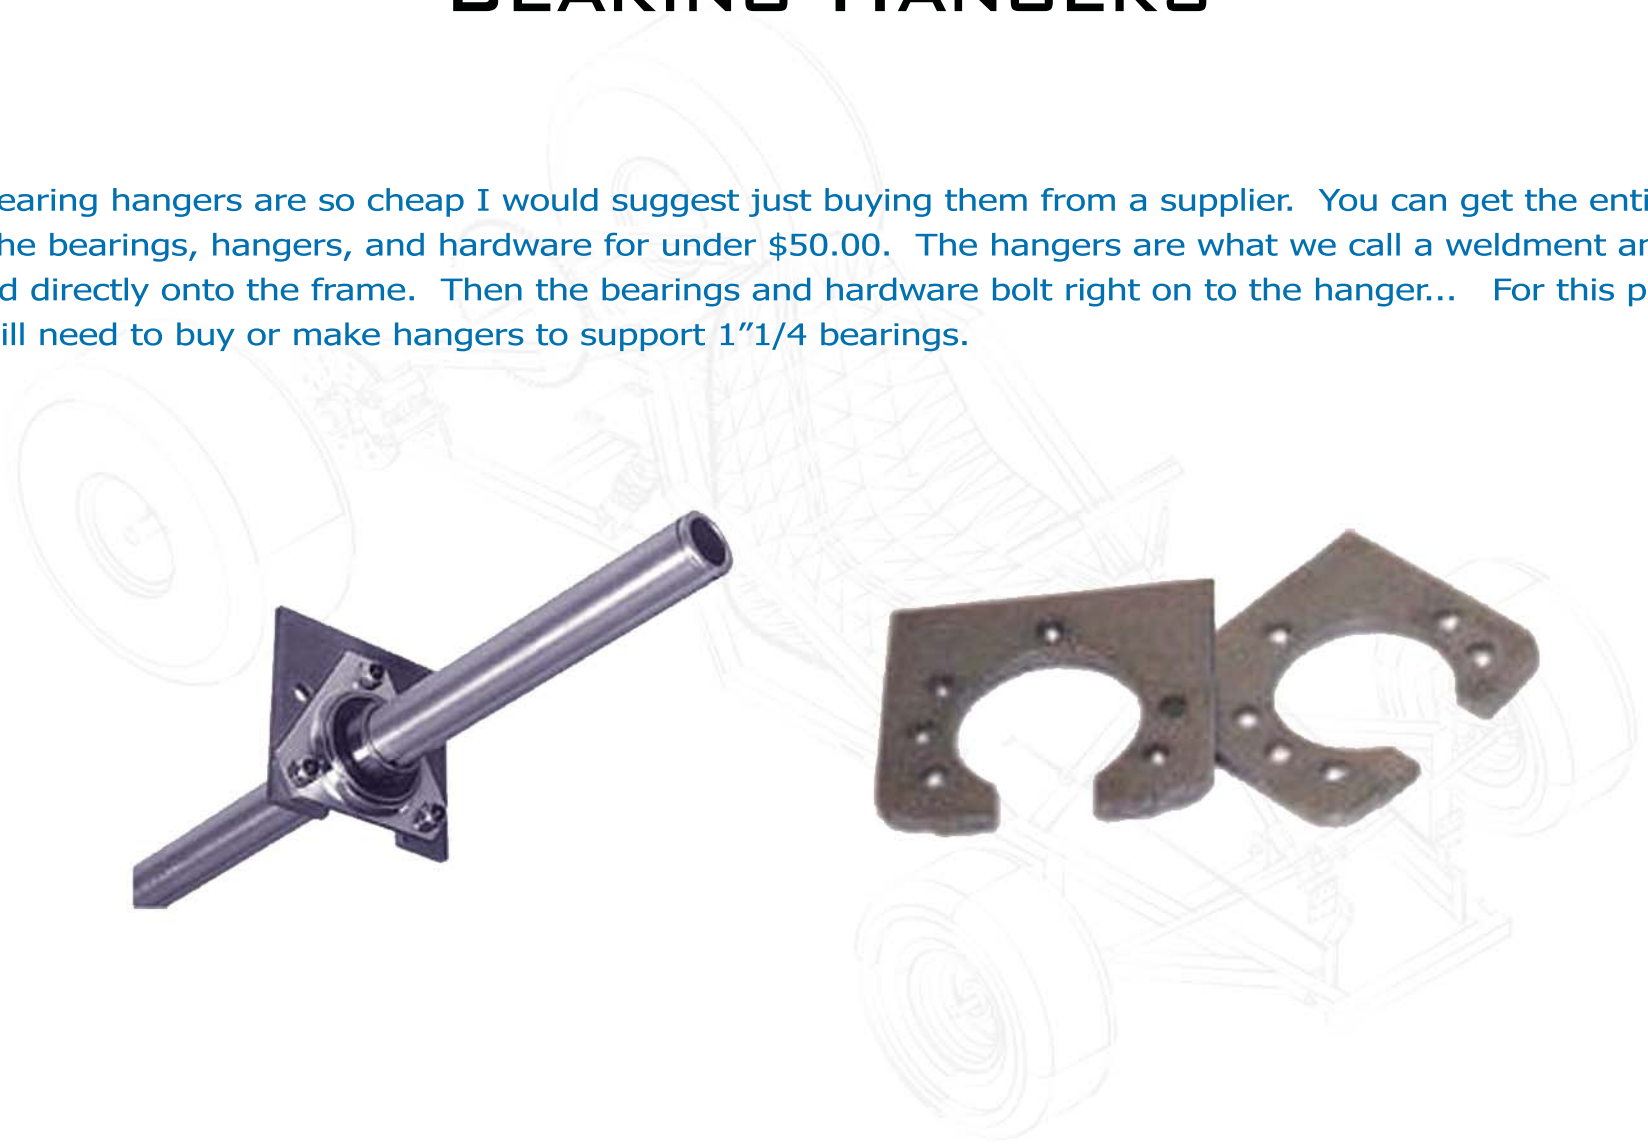 BEARING HANGERS
earing hangers are so cheap I would suggest just buying them from a supplier.  You can get the enti
he bearings, hangers, and hardware for under $50.00.  The hangers are what we call a weldment ar
d directly onto the frame.  Then the bearings and hardware bolt right on to the hanger...   For this p
ill need to buy or make hangers to support 1”1/4 bearings.